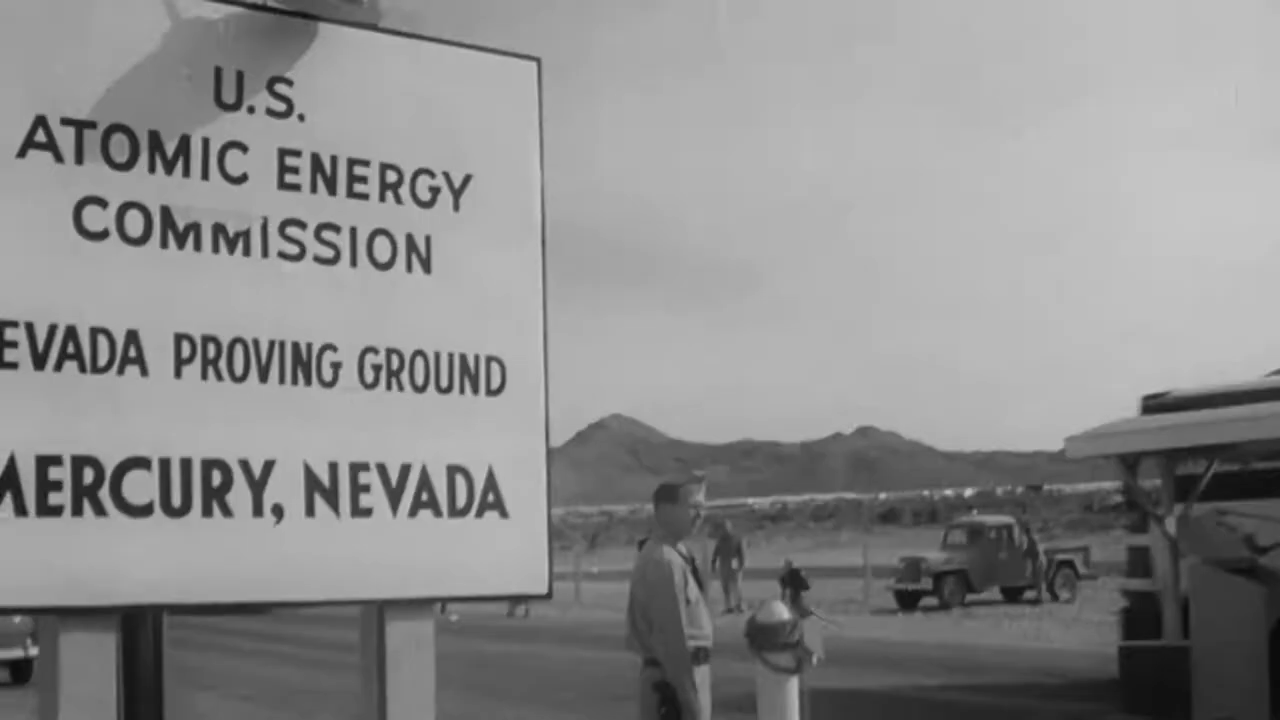 U.S.
ATOMIC ENERGY
COMMISSION
EVADA PROVING GROUND
MERCURY, NEVADA